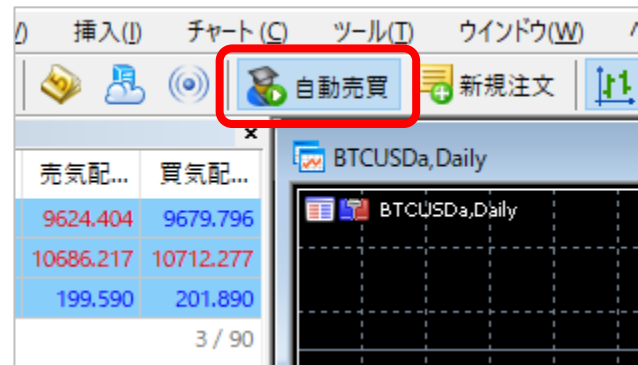 挿入(I) チャート(C) ツール(T) ウインドウ(W)
自動売買 新規注文
BTCUSDa,Daily
売気配... 買気配...
BTCUSDa,Daily
9624.404 9679.796
10686.217 10712.277
199.590 201.890
3 / 90